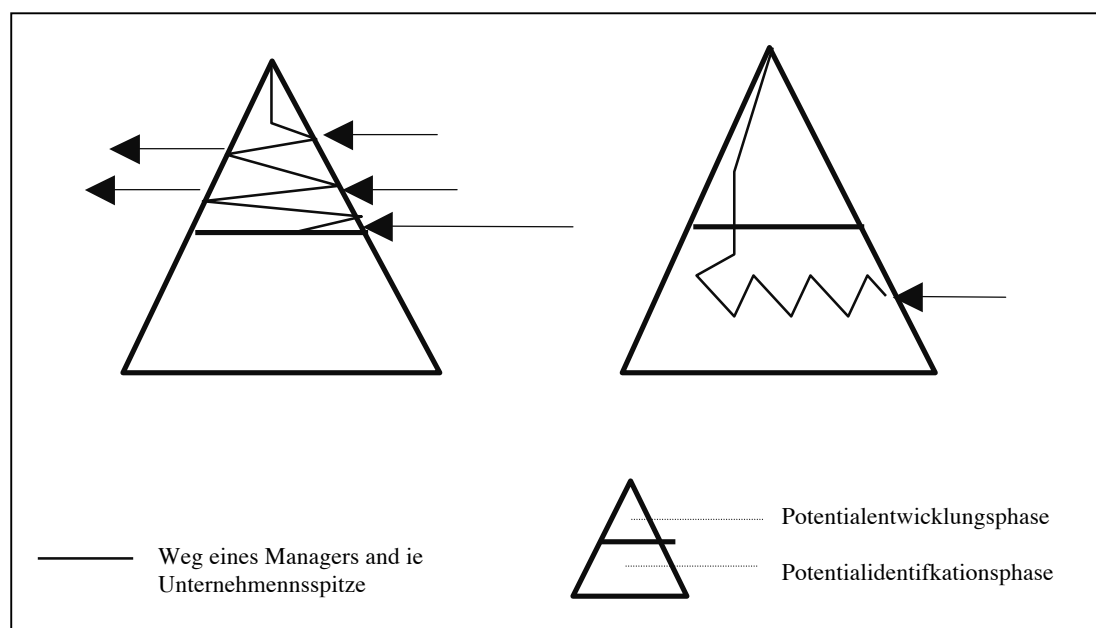 Potentialentwicklungsphase
Weg eines Managers and ie
Unternehmennsspitze
Potentialidentifkationsphase